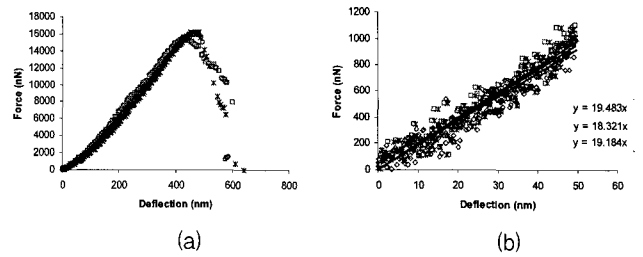 18000
16000
14000
12000
10000
8000
6000
4000
2000
0
Force (nN)
0 200 400 600 800
Deflection (nm)
(a)
1200
1000
800
600
400
200
0
Force (nN)
y = 19.483x
y = 18.321x
y = 19.184x
0 10 20 30 40 50 60
Deflection (nm)
(b)